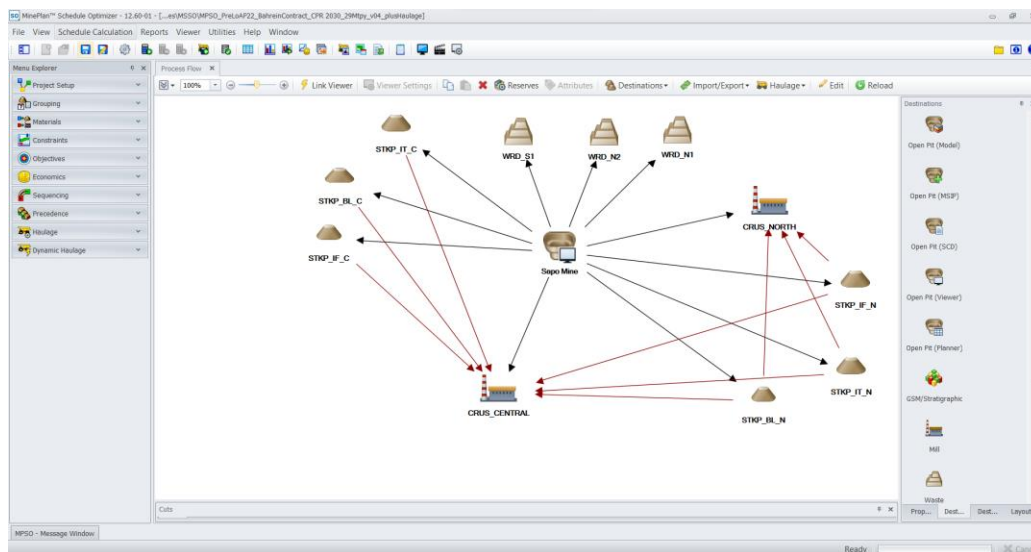 MinePlan™ Schedule Optimizer - 12.60-01 - [...es\MSSO\MPSO_PreLoAP22_BahreinContract_CPR 2030_29Mtpy_v04_plusHaulage]
File View Schedule Calculation Reports Viewer Utilities Help Window
Menu Explorer
Project Setup
Grouping
Materials
Constraints
Objectives
Economics
Sequencing
Precedence
Haulage
Dynamic Haulage
Process Flow
100%
Link Viewer
Viewer Settings
Reserves
Attributes
Destinations
Import/Export
Haulage
Edit
Reload
STKP_IT_C
WRD_S1
WRD_N2
WRD_N1
STKP_BL_C
CRUS_NORTH
STKP_IF_C
Sapo Mine
STKP_IF_N
STKP_IT_N
CRUS_CENTRAL
STKP_BL_N
Destinations
Open Pit (Model)
Open Pit (MSIP)
Open Pit (SCD)
Open Pit (Viewer)
Open Pit (Planner)
GSM/Stratigraphic
Mill
Waste
Prop... Dest... Dest... Layout
Cuts
MPSO - Message Window
Ready